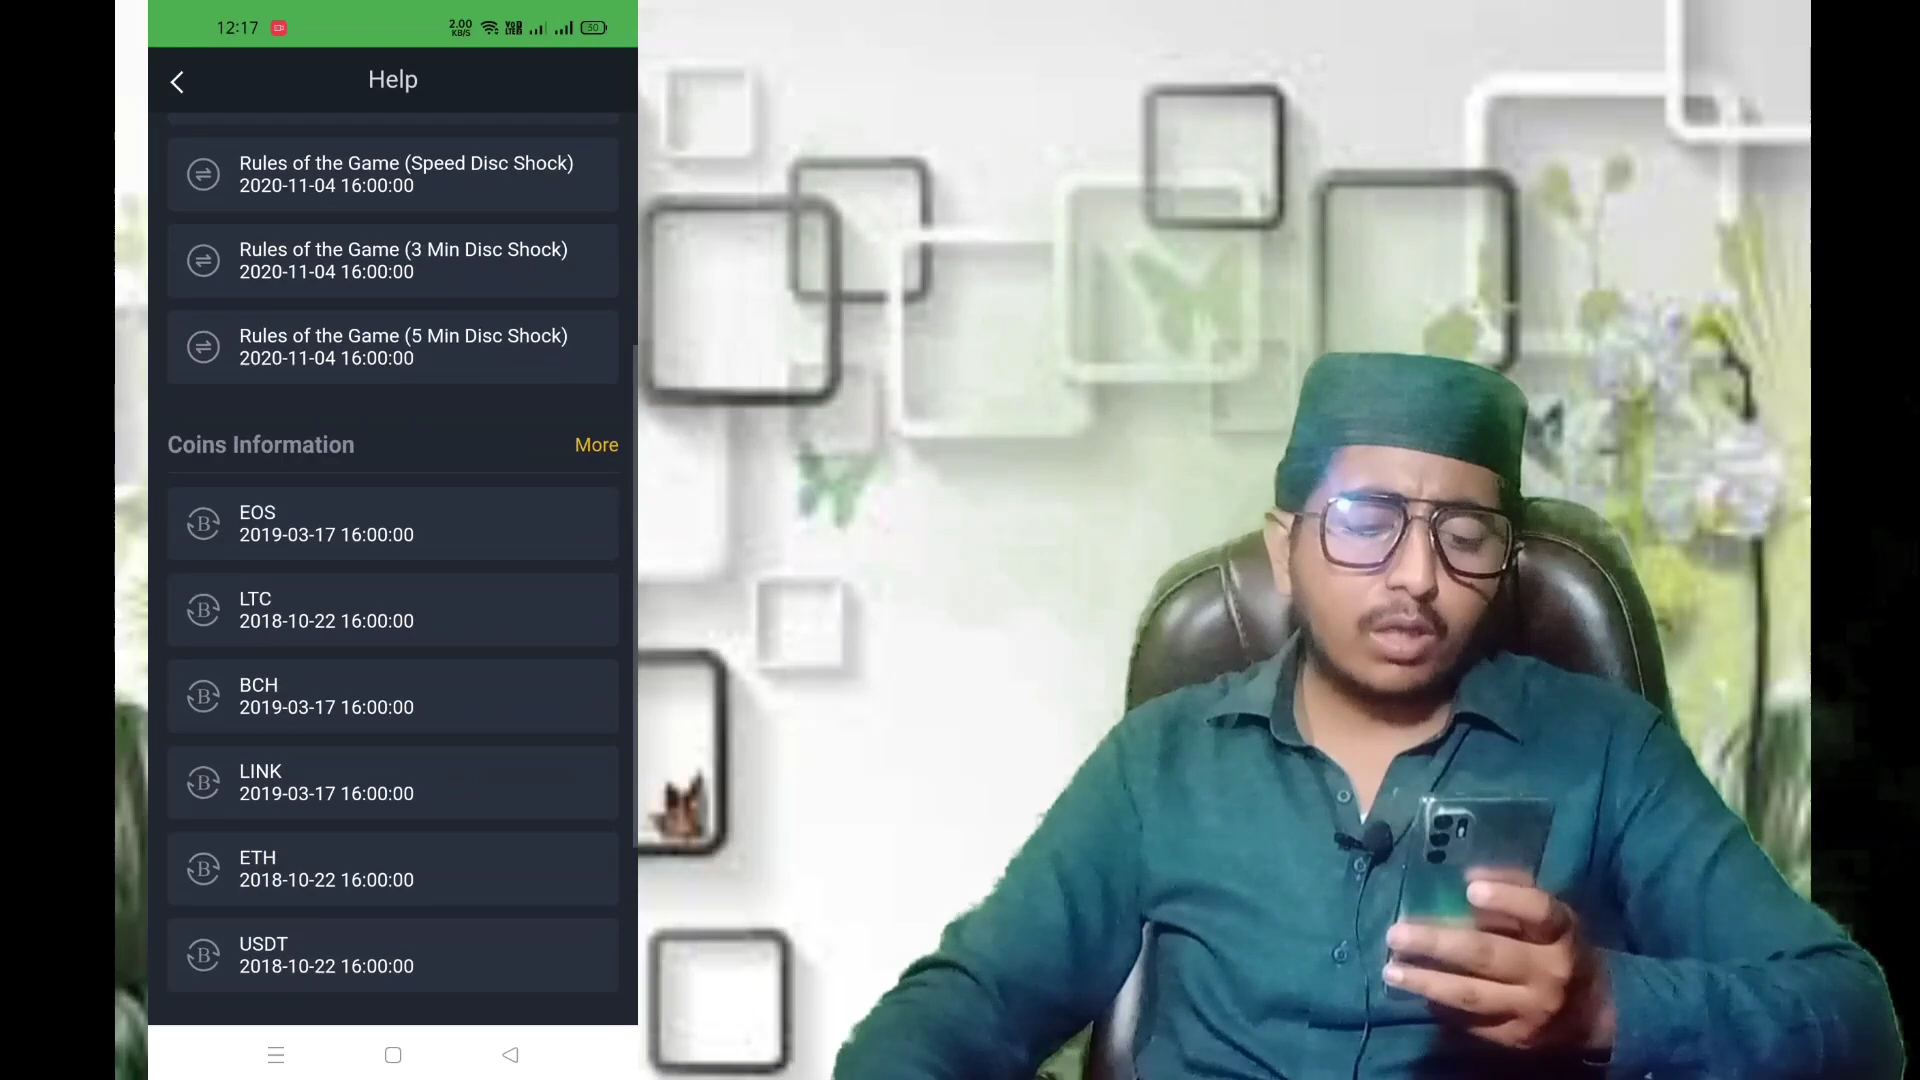 12:17
2.00
KB/S
VoD
LTE
50
Help
Rules of the Game (Speed Disc Shock)
2020-11-04 16:00:00
Rules of the Game (3 Min Disc Shock)
2020-11-04 16:00:00
Rules of the Game (5 Min Disc Shock)
2020-11-04 16:00:00
Coins Information
More
EOS
2019-03-17 16:00:00
LTC
2018-10-22 16:00:00
BCH
2019-03-17 16:00:00
LINK
2019-03-17 16:00:00
ETH
2018-10-22 16:00:00
USDT
2018-10-22 16:00:00